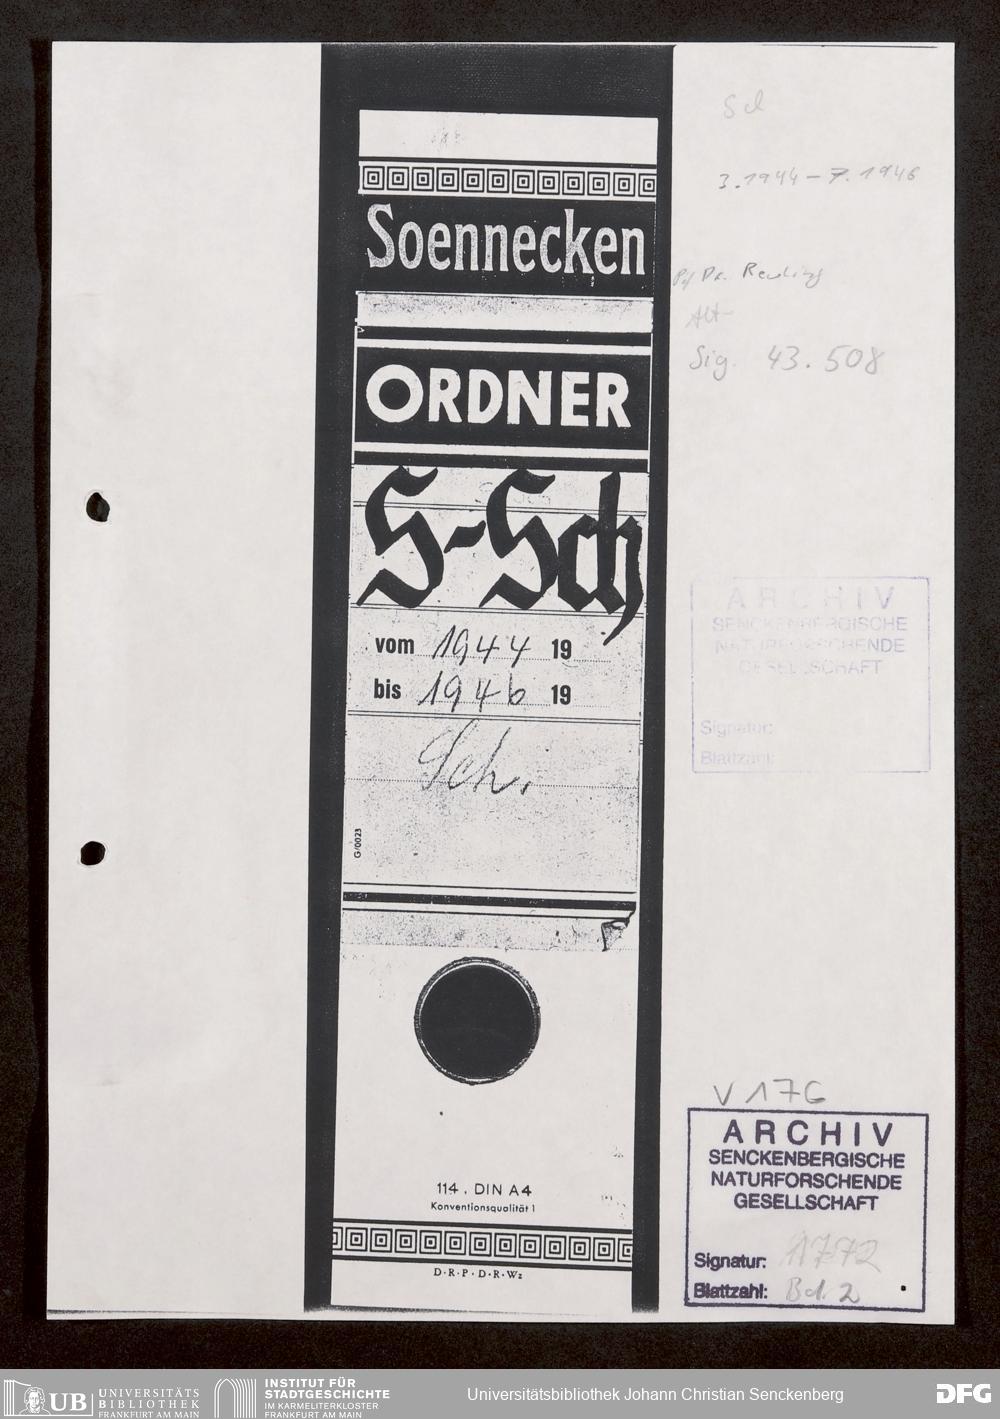 3.1944 – 7.1946
Soennecken
Dr. Reuling
Alt-
Sig. 43.508
ORDNER
S-Sch
vom 1944 19
bis 1946 19
Sch.
G/0023
ARCHIV
SENCKENBERGISCHE
NATURFORSCHENDE
GESELLSCHAFT
Signatur:
Blattzahl:
114. DIN A4
Konventionsqualität 1
D·R·P·D·R·Wz
V 176
ARCHIV
SENCKENBERGISCHE
NATURFORSCHENDE
GESELLSCHAFT
Signatur: 1772
Blattzahl: Bd. 2
UB UNIVERSITÄTS
BIBLIOTHEK
FRANKFURT AM MAIN
INSTITUT FÜR
STADTGESCHICHTE
IM KARMELITERKLOSTER
FRANKFURT AM MAIN
Universitätsbibliothek Johann Christian Senckenberg
DFG